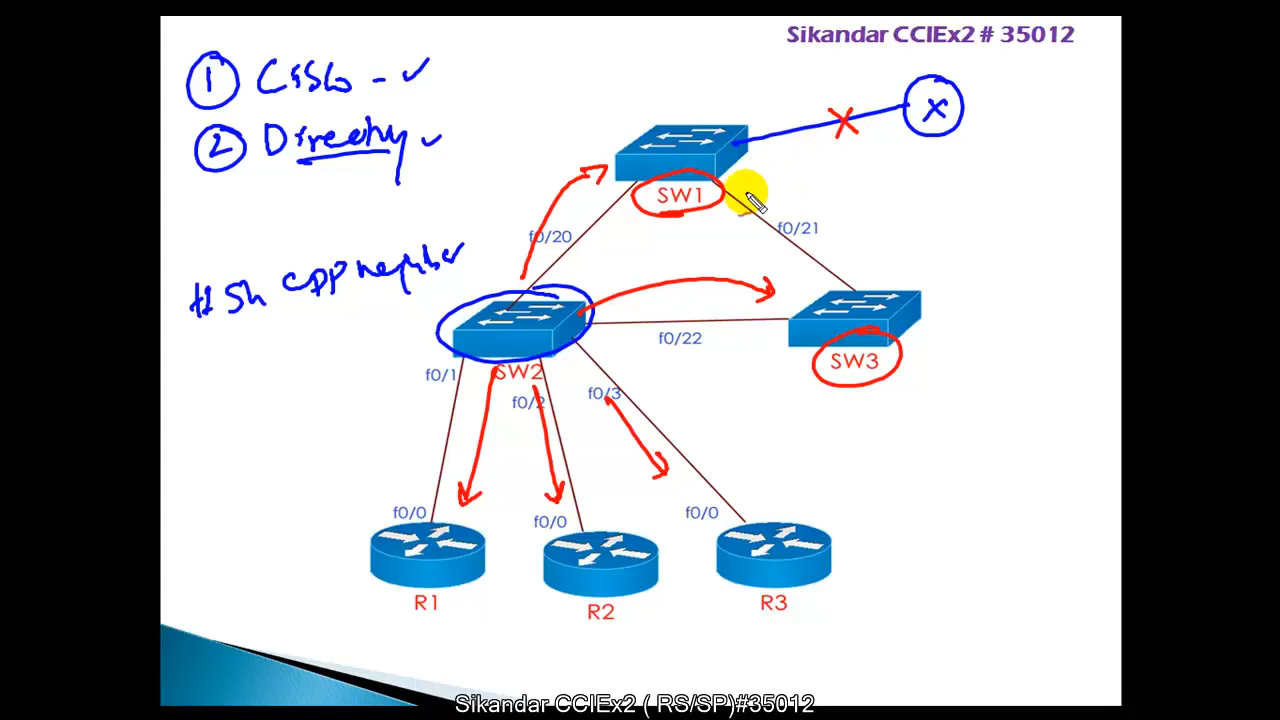 Sikandar CCIEx2 # 35012
1 Cisco - ✓
2 Directly ✓
X
SW1
f0/20
f0/21
# Sh cdp neighbor
f0/22
SW3
SW2
f0/1
f0/2
f0/3
f0/0
f0/0
f0/0
R1
R2
R3
Sikandar CCIEx2 ( RS/SP)#35012